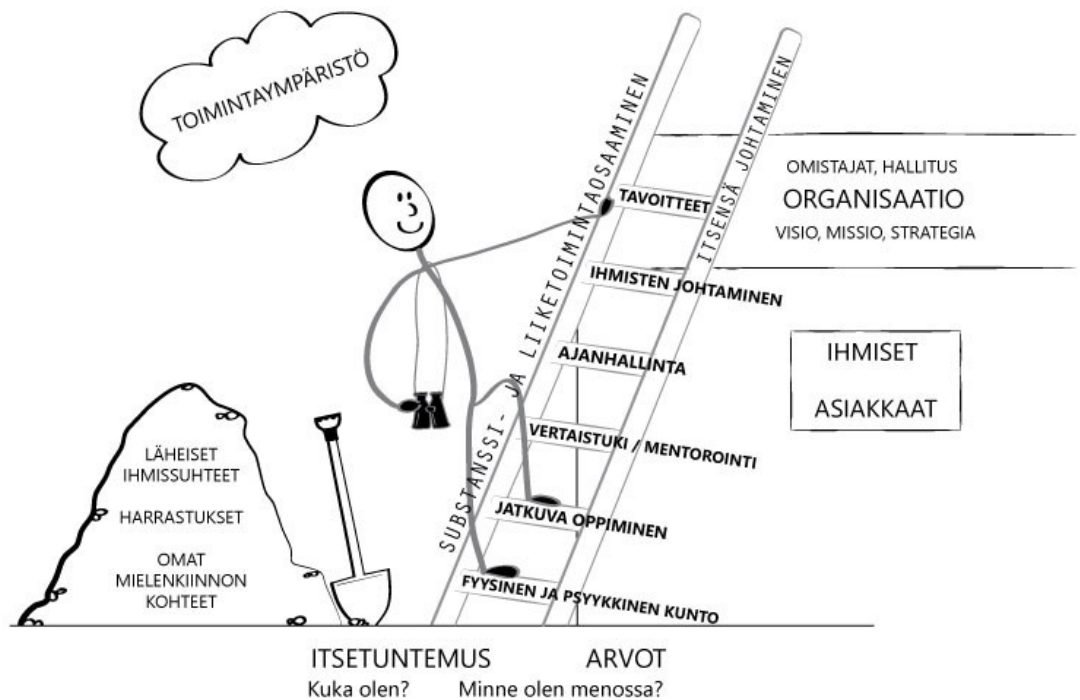 TOIMINTAYMPÄRISTÖ
SUBSTANSSI- JA LIIKETOIMINTAOSAAMINEN
ITSENSÄ JOHTAMINEN
TAVOITTEET
IHMISTEN JOHTAMINEN
AJANHALLINTA
VERTAISTUKI / MENTOROINTI
JATKUVA OPPIMINEN
FYYSINEN JA PSYYKKINEN KUNTO
OMISTAJAT, HALLITUS
ORGANISAATIO
VISIO, MISSIO, STRATEGIA
IHMISET
ASIAKKAAT
LÄHEISET
IHMISSUHTEET
HARRASTUKSET
OMAT
MIELENKIINNON
KOHTEET
ITSETUNTEMUS ARVOT
Kuka olen? Minne olen menossa?